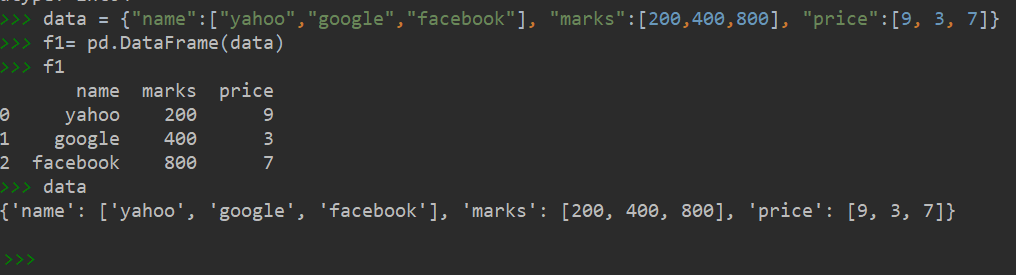 >>> data = {"name":["yahoo","google","facebook"], "marks":[200,400,800], "price":[9, 3, 7]}
>>> f1= pd.DataFrame(data)
>>> f1
       name  marks  price
0     yahoo    200      9
1    google    400      3
2  facebook    800      7
>>> data
{'name': ['yahoo', 'google', 'facebook'], 'marks': [200, 400, 800], 'price': [9, 3, 7]}
>>>